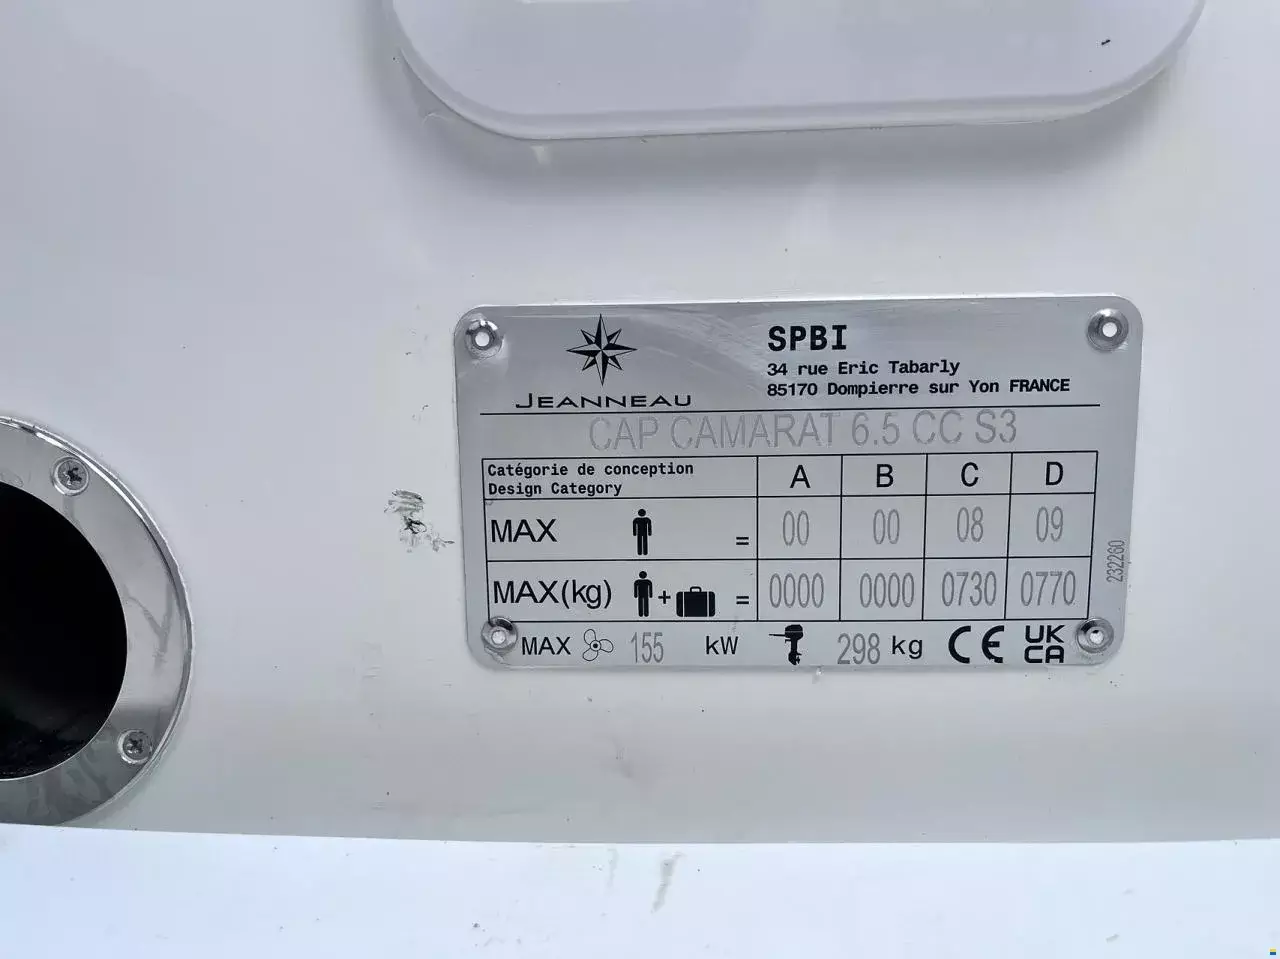 JEANNEAU
SPBI
34 rue Eric Tabarly
85170 Dompierre sur Yon FRANCE
CAP CAMARAT 6.5 CC S3
Catégorie de conception
Design Category
A B C D
MAX = 00 00 08 09
MAX(kg) + = 0000 0000 0730 0770
MAX 155 kW 298 kg CE UK
CA
232260